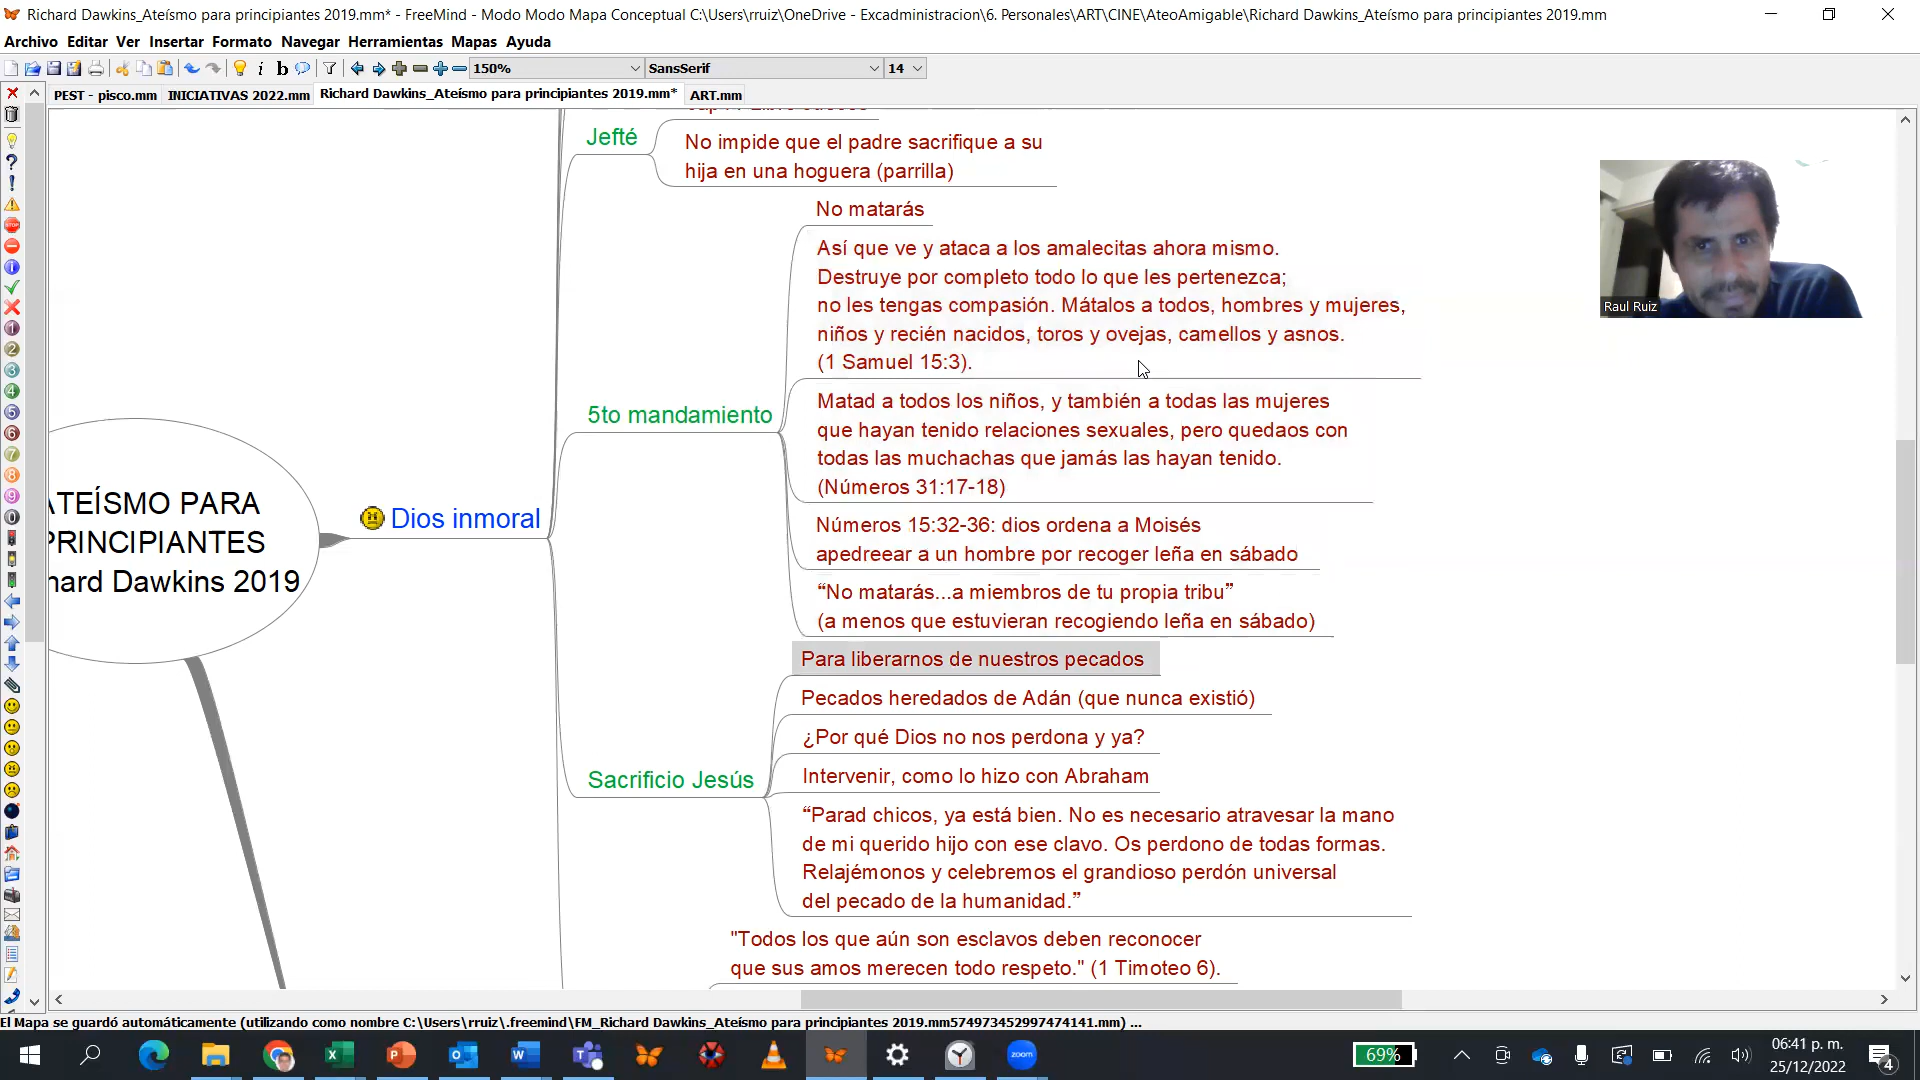 Richard Dawkins_Ateísmo para principiantes 2019.mm* - FreeMind - Modo Modo Mapa Conceptual C:\Users\rruiz\OneDrive - Excadministracion\6. Personales\ART\CINE\AteoAmigable\Richard Dawkins_Ateísmo para principiantes 2019.mm
Archivo Editar Ver Insertar Formato Navegar Herramientas Mapas Ayuda
150% SansSerif 14
PEST - pisco.mm INICIATIVAS 2022.mm Richard Dawkins_Ateísmo para principiantes 2019.mm* ART.mm
Jefté
No impide que el padre sacrifique a su
hija en una hoguera (parrilla)
No matarás
Así que ve y ataca a los amalecitas ahora mismo.
Destruye por completo todo lo que les pertenezca;
no les tengas compasión. Mátalos a todos, hombres y mujeres,
niños y recién nacidos, toros y ovejas, camellos y asnos.
(1 Samuel 15:3).
5to mandamiento
Matad a todos los niños, y también a todas las mujeres
que hayan tenido relaciones sexuales, pero quedaos con
todas las muchachas que jamás las hayan tenido.
(Números 31:17-18)
Números 15:32-36: dios ordena a Moisés
apedreear a un hombre por recoger leña en sábado
“No matarás...a miembros de tu propia tribu”
(a menos que estuvieran recogiendo leña en sábado)
ATEÍSMO PARA
PRINCIPIANTES
hard Dawkins 2019
Dios inmoral
Para liberarnos de nuestros pecados
Pecados heredados de Adán (que nunca existió)
¿Por qué Dios no nos perdona y ya?
Sacrificio Jesús
Intervenir, como lo hizo con Abraham
“Parad chicos, ya está bien. No es necesario atravesar la mano
de mi querido hijo con ese clavo. Os perdono de todas formas.
Relajémonos y celebremos el grandioso perdón universal
del pecado de la humanidad.”
"Todos los que aún son esclavos deben reconocer
que sus amos merecen todo respeto." (1 Timoteo 6).
Raul Ruiz
El Mapa se guardó automáticamente (utilizando como nombre C:\Users\rruiz\.freemind\FM_Richard Dawkins_Ateísmo para principiantes 2019.mm574973452997474141.mm) ...
69%
06:41 p. m.
25/12/2022
4
zoom